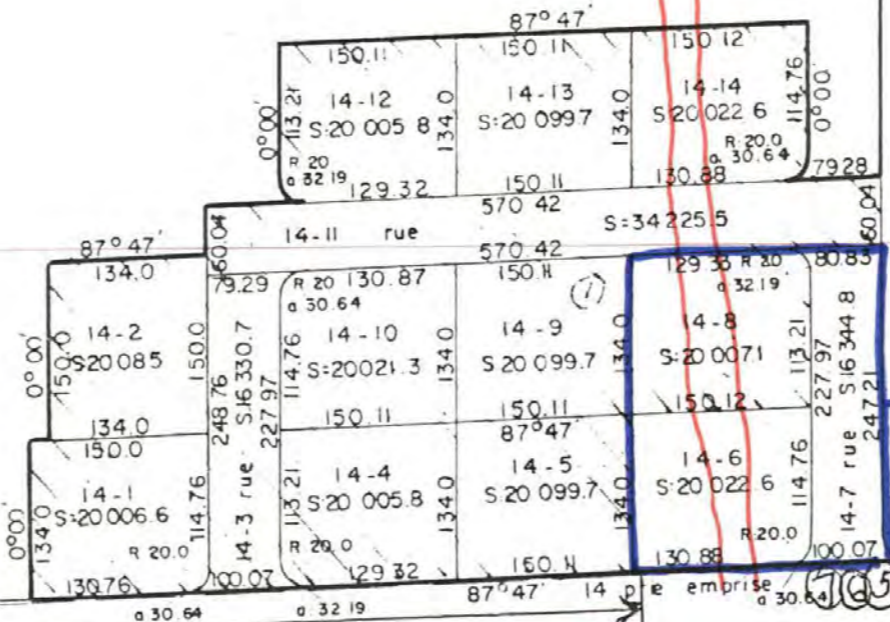 87° 47'
150.11 150.11 150 12
0°00' 113.21 14-12 134.0 14-13 134.0 14-14 114.76 0°00'
S:20 005 8 S:20 099.7 S:20 022 6
R 20 R 20.0
a 32 19 a 30.64
129.32 150 11 130.88 79 28
60.04 570 42 60 04
14-11 rue S=34 225.5
87° 47' 570 42
134.0 79.29 R 20 130.87 150.11 129 35 R 20 80 83
a 30.64 1 a 32.19
0° 00' 150.0 14-2 150.0 14-10 14-9 14-8
S20 085 248 76 S.16 330.7 227 97 114.76 S=20021.3 134.0 S.20 099.7 134.0 S:20 007.1 113.21 227.97 S.16 344.8 247.21
134.0 150.11 150.11 150.12
150.0 87° 47'
0°00' 134.0 14-1 114.76 14-3 rue 113.21 14-4 134.0 14-5 134.0 14-6 114.76 14-7 rue
S=20 006.6 S:20 005.8 S:20 099.7 S:20 022 6
R 20.0 R 20.0 R 20.0
130.76 100.07 129 32 150.11 130 88 100.07
a 30.64 a 32 19 87° 47' 14 ptie emprise a 30.64